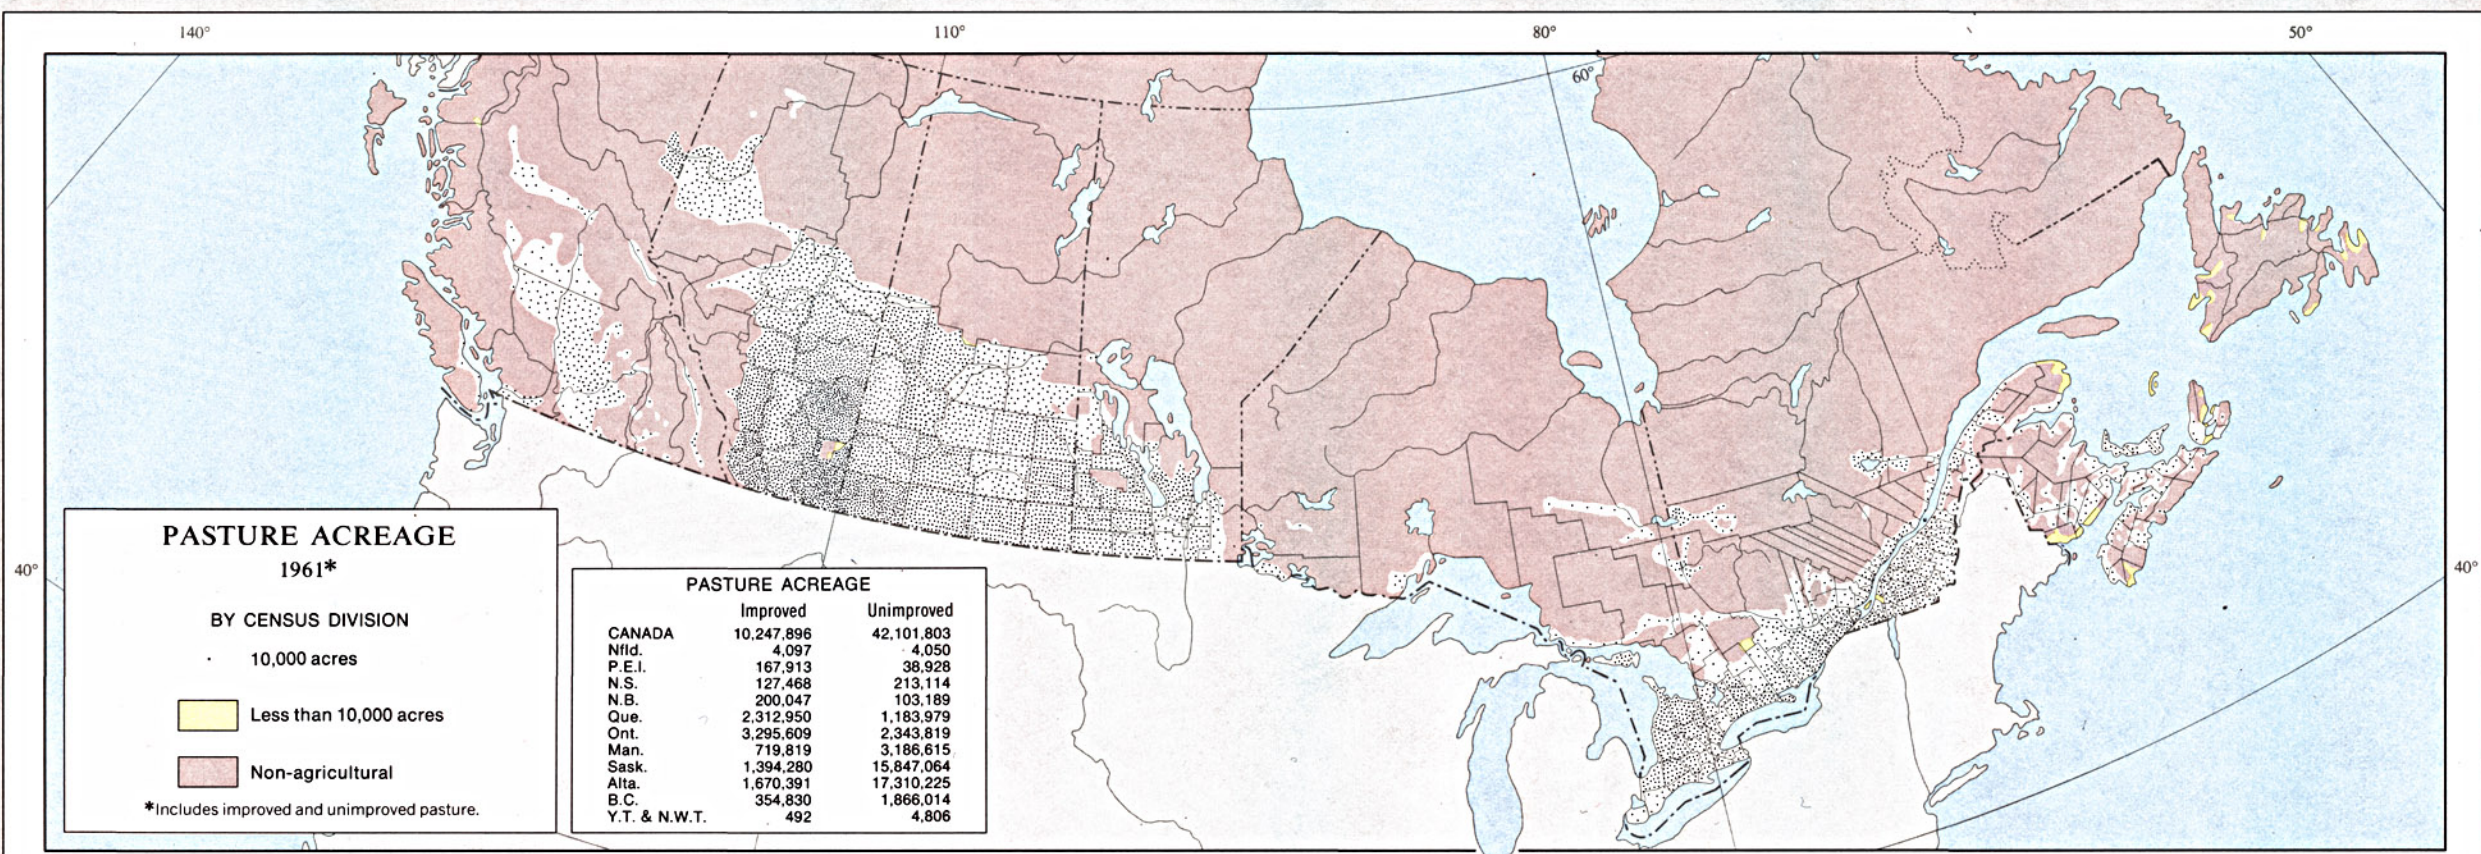 140° 110° 80° 50°
60°
40° 40°
PASTURE ACREAGE
1961*
BY CENSUS DIVISION
10,000 acres
Less than 10,000 acres
Non-agricultural
*Includes improved and unimproved pasture.
PASTURE ACREAGE
Improved Unimproved
CANADA 10,247,896 42,101,803
Nfld. 4,097 4,050
P.E.I. 167,913 38,928
N.S. 127,468 213,114
N.B. 200,047 103,189
Que. 2,312,950 1,183,979
Ont. 3,295,609 2,343,819
Man. 719,819 3,186,615
Sask. 1,394,280 15,847,064
Alta. 1,670,391 17,310,225
B.C. 354,830 1,866,014
Y.T. & N.W.T. 492 4,806